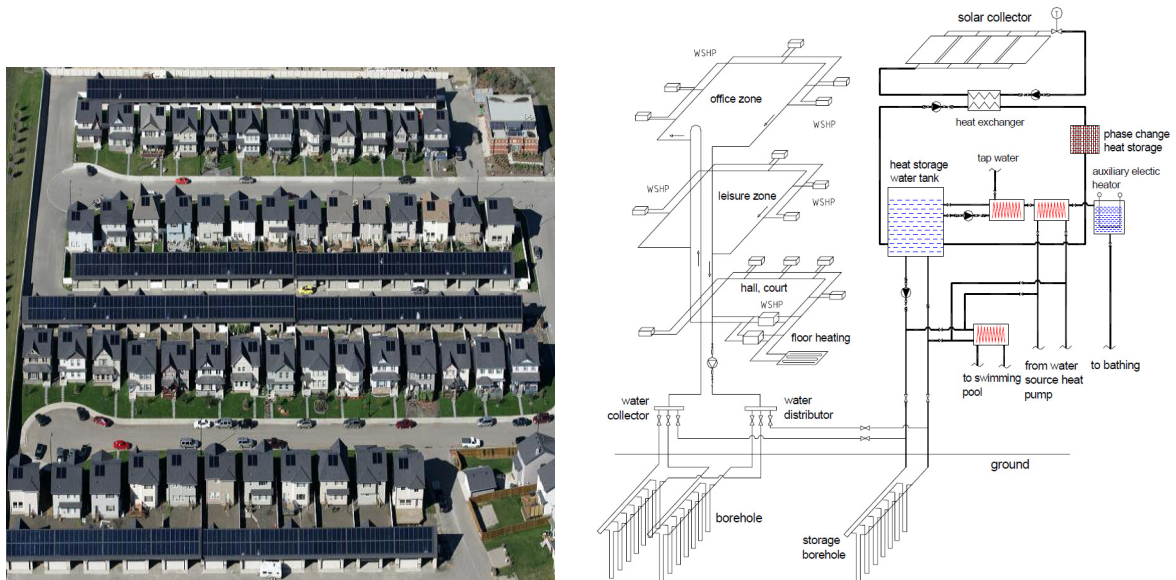 solar collector
T
WSHP
office zone
WSHP
heat exchanger
phase change
heat storage
heat storage
water tank
tap water
auxiliary electic
heator
WSHP
leisure zone
WSHP
hall, court
WSHP
floor heating
to swimming
pool
from water
source heat
pump
to bathing
water
collector
water
distributor
ground
borehole
storage
borehole